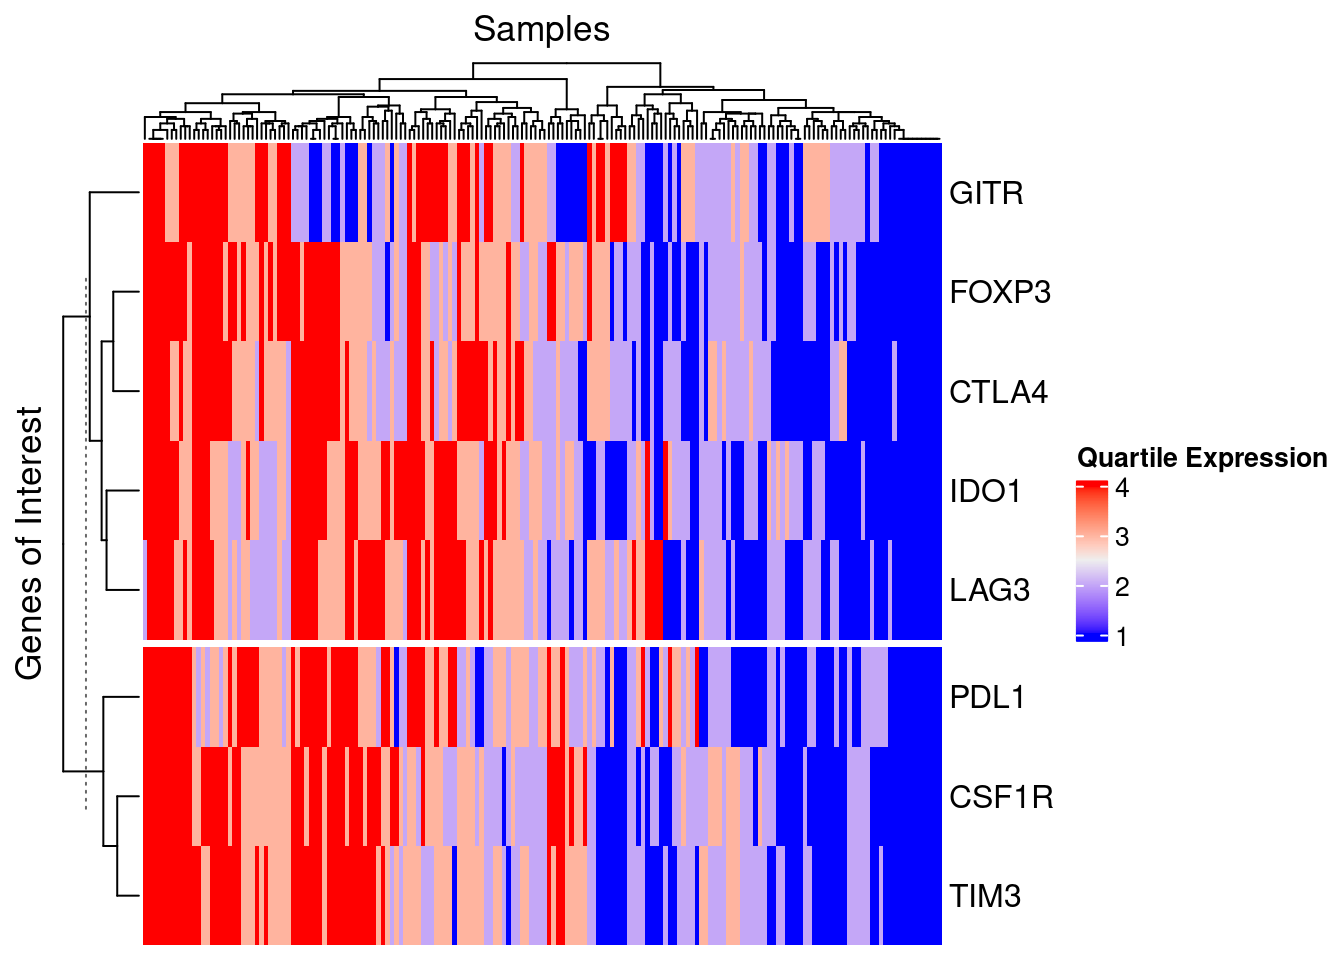 Samples
Genes of Interest
GITR
FOXP3
CTLA4
IDO1
LAG3
PDL1
CSF1R
TIM3
Quartile Expression
4
3
2
1